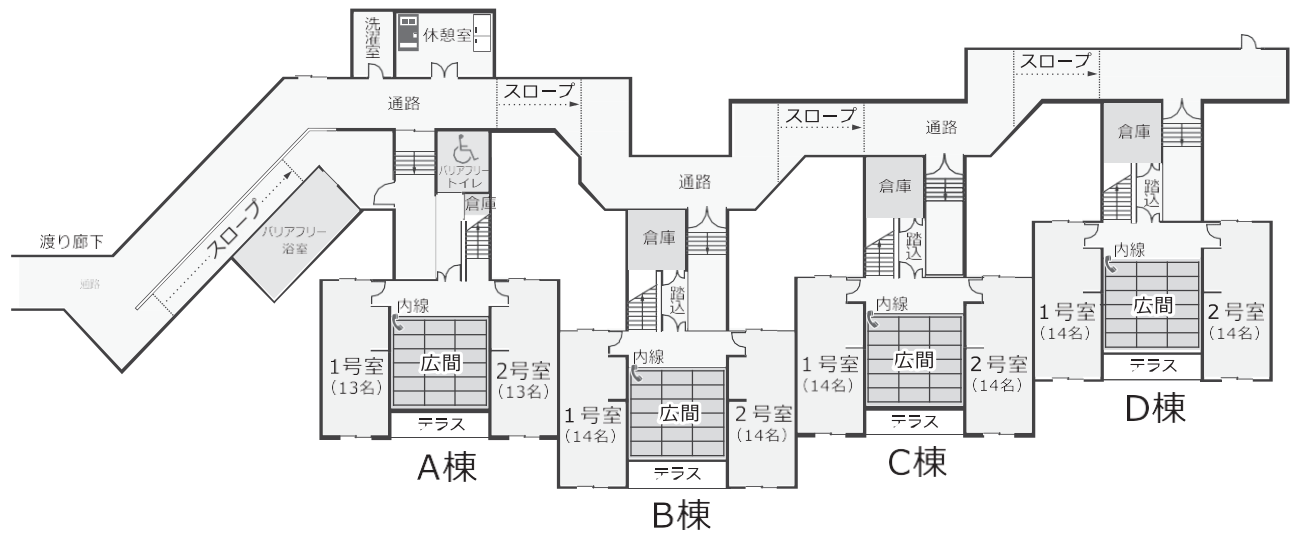 洗濯室
休憩室
スロープ
スロープ
スロープ
通路
通路
通路
倉庫
バリアフリー
トイレ
倉庫
倉庫
踏込
倉庫
踏込
倉庫
踏込
渡り廊下
通路
スロープ
バリアフリー
浴室
内線
1号室
(13名)
広間
2号室
(13名)
テラス
A棟
内線
1号室
(14名)
広間
2号室
(14名)
テラス
B棟
内線
1号室
(14名)
広間
2号室
(14名)
テラス
C棟
内線
1号室
(14名)
広間
2号室
(14名)
テラス
D棟